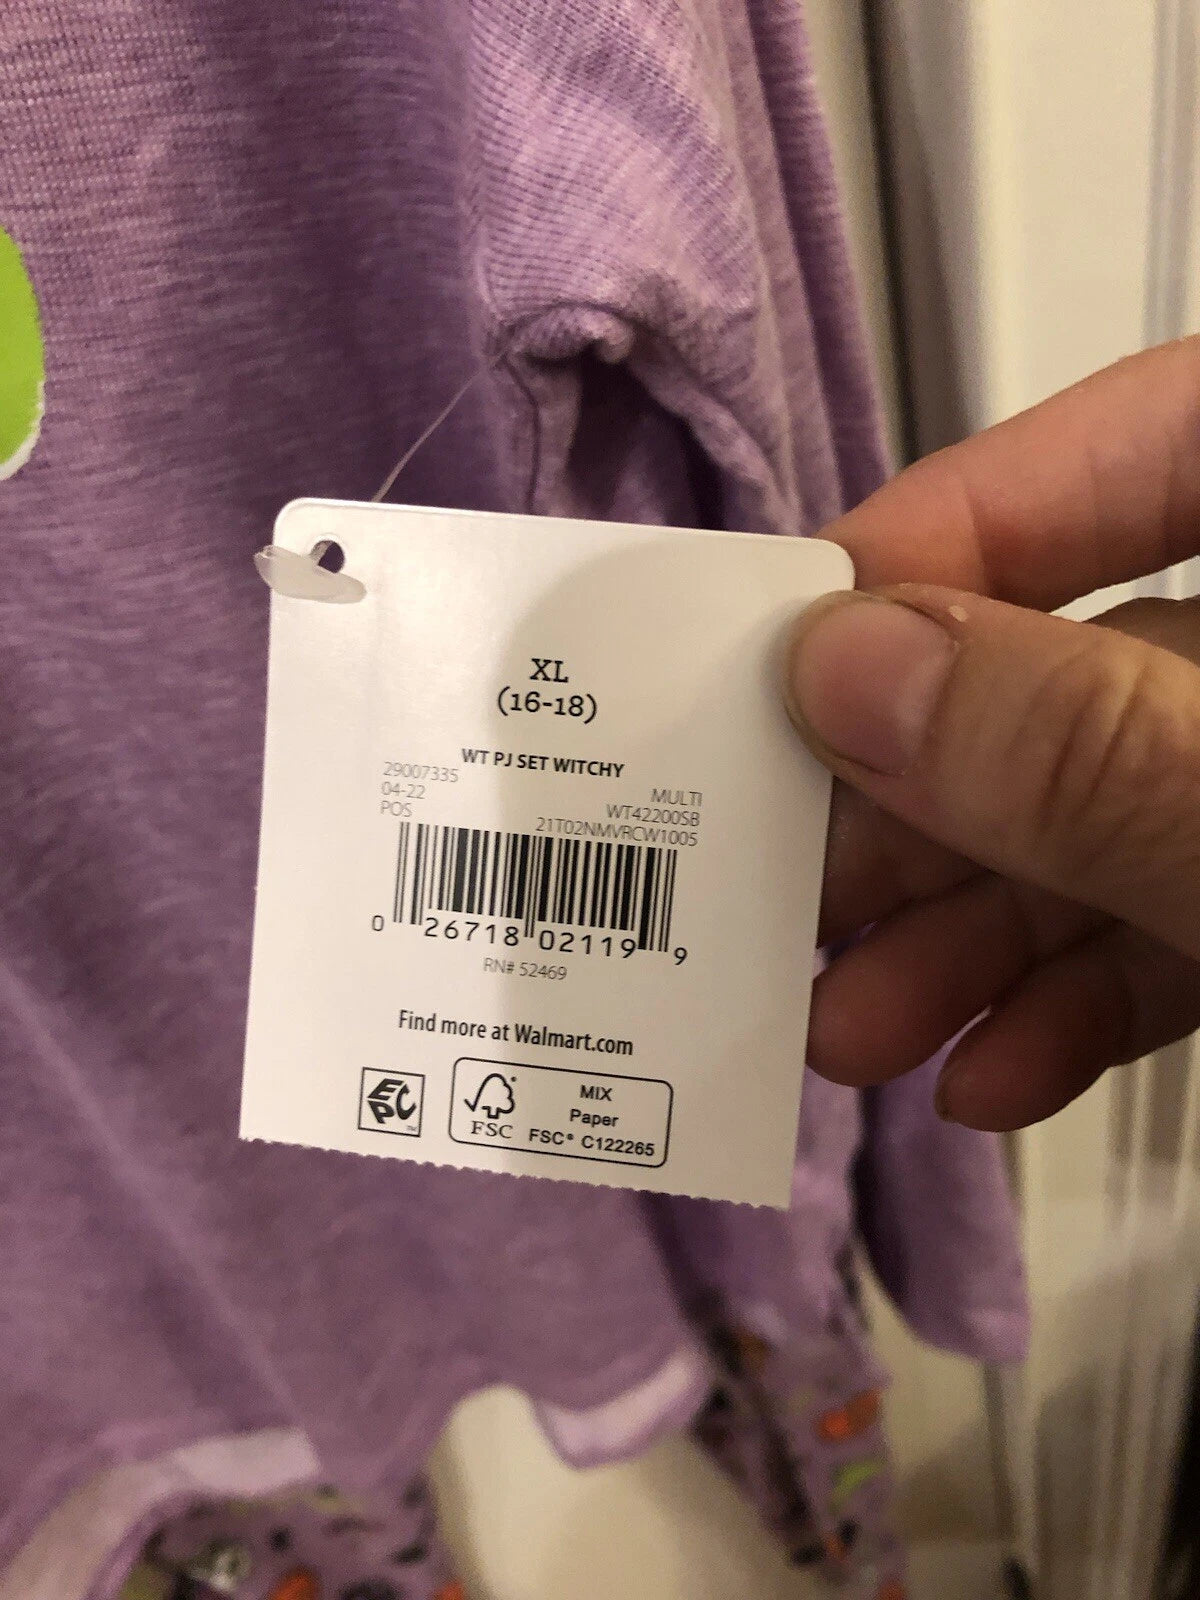 XL
(16-18)
WT PJ SET WITCHY
29007335
04-22
POS
MULTI
WT42200SB
21T02NMVRCW1005
0 26718 02119 9
RN# 52469
Find more at Walmart.com
EPC™
FSC
MIX
Paper
FSC® C122265